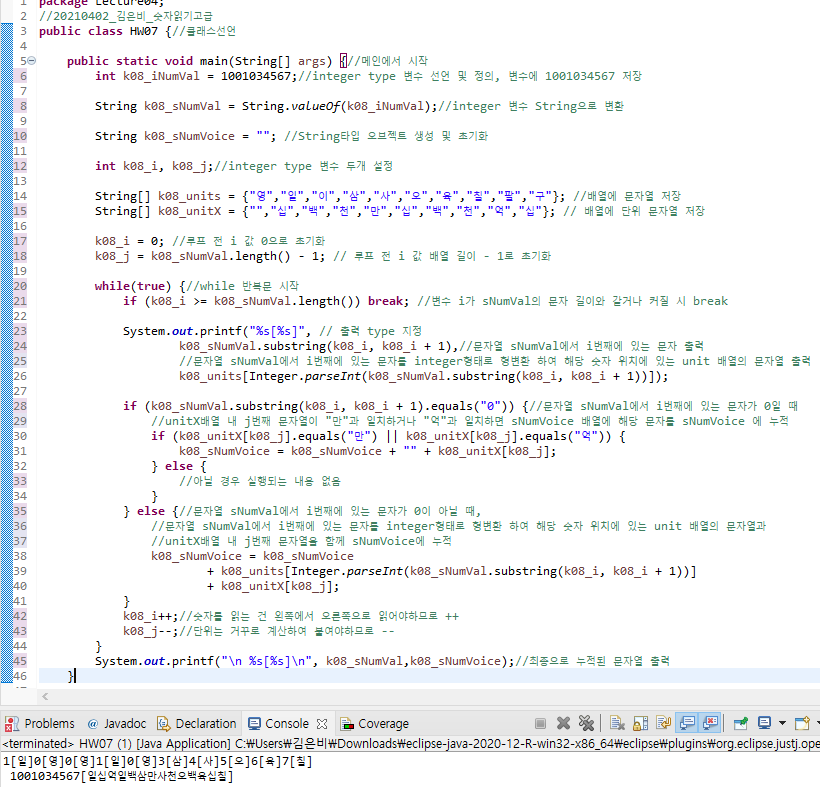 1 package Lecture04;
2 //20210402_김은비_숫자읽기고급
3 public class HW07 {//클래스선언
4
5 public static void main(String[] args) {//메인에서 시작
6 int k08_iNumVal = 1001034567;//integer type 변수 선언 및 정의, 변수에 1001034567 저장
7
8 String k08_sNumVal = String.valueOf(k08_iNumVal);//integer 변수 String으로 변환
9
10 String k08_sNumVoice = ""; //String타입 오브젝트 생성 및 초기화
11
12 int k08_i, k08_j;//integer type 변수 두개 설정
13
14 String[] k08_units = {"영","일","이","삼","사","오","육","칠","팔","구"}; //배열에 문자열 저장
15 String[] k08_unitX = {"","십","백","천","만","십","백","천","억","십"}; // 배열에 단위 문자열 저장
16
17 k08_i = 0; //루프 전 i 값 0으로 초기화
18 k08_j = k08_sNumVal.length() - 1; // 루프 전 i 값 배열 길이 - 1로 초기화
19
20 while(true) {//while 반복문 시작
21 if (k08_i >= k08_sNumVal.length()) break; //변수 i가 sNumVal의 문자 길이와 같거나 커질 시 break
22
23 System.out.printf("%s[%s]", // 출력 type 지정
24 k08_sNumVal.substring(k08_i, k08_i + 1),//문자열 sNumVal에서 i번째에 있는 문자 출력
25 //문자열 sNumVal에서 i번째에 있는 문자를 integer형태로 형변환 하여 해당 숫자 위치에 있는 unit 배열의 문자열 출력
26 k08_units[Integer.parseInt(k08_sNumVal.substring(k08_i, k08_i + 1))]);
27
28 if (k08_sNumVal.substring(k08_i, k08_i + 1).equals("0")) {//문자열 sNumVal에서 i번째에 있는 문자가 0일 때
29 //unitX배열 내 j번째 문자열이 "만"과 일치하거나 "억"과 일치하면 sNumVoice 배열에 해당 문자를 sNumVoice 에 누적
30 if (k08_unitX[k08_j].equals("만") || k08_unitX[k08_j].equals("억")) {
31 k08_sNumVoice = k08_sNumVoice + "" + k08_unitX[k08_j];
32 } else {
33 //아닐 경우 실행되는 내용 없음
34 }
35 } else {//문자열 sNumVal에서 i번째에 있는 문자가 0이 아닐 때,
36 //문자열 sNumVal에서 i번째에 있는 문자를 integer형태로 형변환 하여 해당 숫자 위치에 있는 unit 배열의 문자열과
37 //unitX배열 내 j번째 문자열을 함께 sNumVoice에 누적
38 k08_sNumVoice = k08_sNumVoice
39 + k08_units[Integer.parseInt(k08_sNumVal.substring(k08_i, k08_i + 1))]
40 + k08_unitX[k08_j];
41 }
42 k08_i++;//숫자를 읽는 건 왼쪽에서 오른쪽으로 읽어야하므로 ++
43 k08_j--;//단위는 거꾸로 계산하여 붙여야하므로 --
44 }
45 System.out.printf("\n %s[%s]\n", k08_sNumVal,k08_sNumVoice);//최종으로 누적된 문자열 출력
46 }
Problems @ Javadoc Declaration Console Coverage
<terminated> HW07 (1) [Java Application] C:₩Users₩김은비₩Downloads₩eclipse-java-2020-12-R-win32-x86_64₩eclipse₩plugins₩org.eclipse.justj.ope
1[일]0[영]0[영]1[일]0[영]3[삼]4[사]5[오]6[육]7[칠]
1001034567[일십억일백삼만사천오백육십칠]